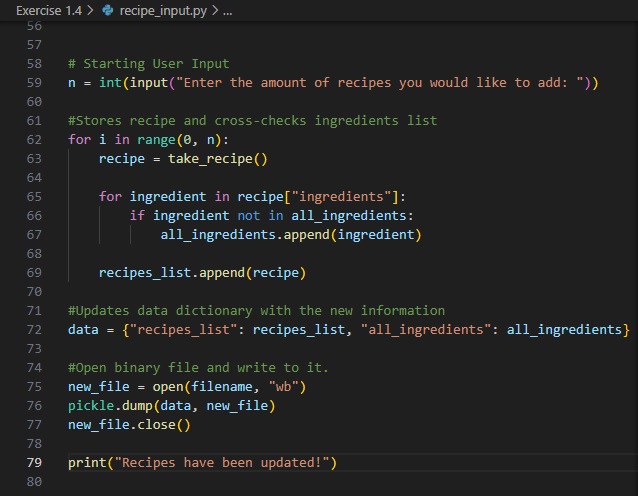 Exercise 1.4 > recipe_input.py > ...
56
57
58 # Starting User Input
59 n = int(input("Enter the amount of recipes you would like to add: "))
60
61 #Stores recipe and cross-checks ingredients list
62 for i in range(0, n):
63     recipe = take_recipe()
64
65     for ingredient in recipe["ingredients"]:
66         if ingredient not in all_ingredients:
67             all_ingredients.append(ingredient)
68
69     recipes_list.append(recipe)
70
71 #Updates data dictionary with the new information
72 data = {"recipes_list": recipes_list, "all_ingredients": all_ingredients}
73
74 #Open binary file and write to it.
75 new_file = open(filename, "wb")
76 pickle.dump(data, new_file)
77 new_file.close()
78
79 print("Recipes have been updated!")
80